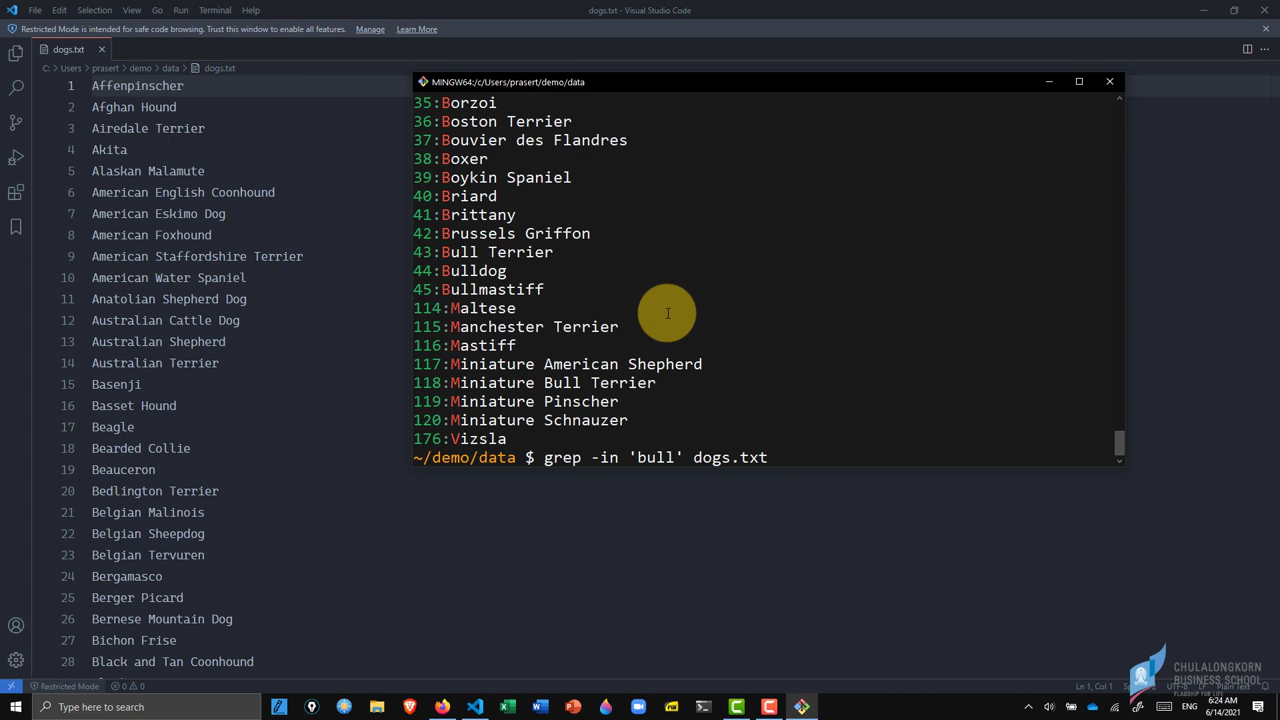 File Edit Selection View Go Run Terminal Help
dogs.txt - Visual Studio Code
Restricted Mode is intended for safe code browsing. Trust this window to enable all features. Manage Learn More
dogs.txt
C: > Users > prasert > demo > data > dogs.txt
1 Affenpinscher
2 Afghan Hound
3 Airedale Terrier
4 Akita
5 Alaskan Malamute
6 American English Coonhound
7 American Eskimo Dog
8 American Foxhound
9 American Staffordshire Terrier
10 American Water Spaniel
11 Anatolian Shepherd Dog
12 Australian Cattle Dog
13 Australian Shepherd
14 Australian Terrier
15 Basenji
16 Basset Hound
17 Beagle
18 Bearded Collie
19 Beauceron
20 Bedlington Terrier
21 Belgian Malinois
22 Belgian Sheepdog
23 Belgian Tervuren
24 Bergamasco
25 Berger Picard
26 Bernese Mountain Dog
27 Bichon Frise
28 Black and Tan Coonhound
MINGW64:/c/Users/prasert/demo/data
35:Borzoi
36:Boston Terrier
37:Bouvier des Flandres
38:Boxer
39:Boykin Spaniel
40:Briard
41:Brittany
42:Brussels Griffon
43:Bull Terrier
44:Bulldog
45:Bullmastiff
114:Maltese
115:Manchester Terrier
116:Mastiff
117:Miniature American Shepherd
118:Miniature Bull Terrier
119:Miniature Pinscher
120:Miniature Schnauzer
176:Vizsla
~/demo/data $ grep -in 'bull' dogs.txt
CHULALONGKORN
BUSINESS SCHOOL
FLAGSHIP FOR LIFE
Restricted Mode 0 0
Ln 1, Col 1 UTF-8 Plain Text
Type here to search
6:24 AM
6/14/2021